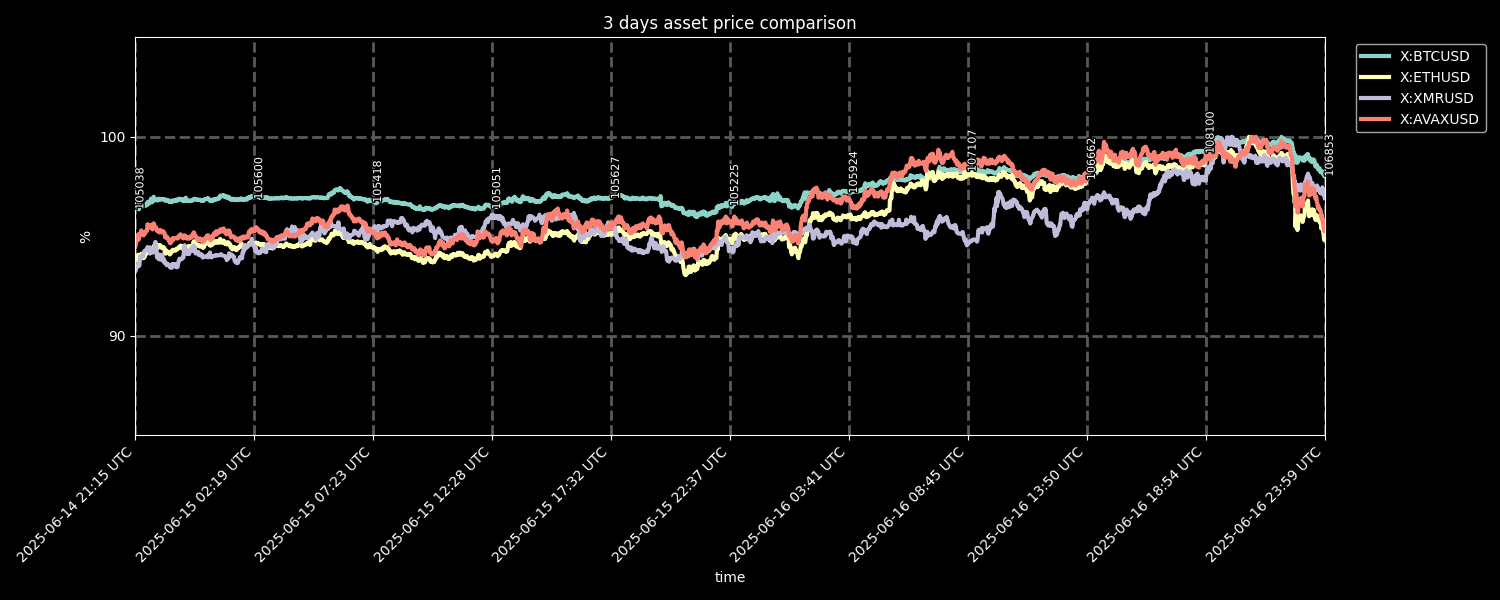 3 days asset price comparison
X:BTCUSD
X:ETHUSD
X:XMRUSD
X:AVAXUSD
100
90
%
105038
105600
105418
105051
105627
105225
105924
107107
106662
108100
106853
2025-06-14 21:15 UTC
2025-06-15 02:19 UTC
2025-06-15 07:23 UTC
2025-06-15 12:28 UTC
2025-06-15 17:32 UTC
2025-06-15 22:37 UTC
2025-06-16 03:41 UTC
2025-06-16 08:45 UTC
2025-06-16 13:50 UTC
2025-06-16 18:54 UTC
2025-06-16 23:59 UTC
time